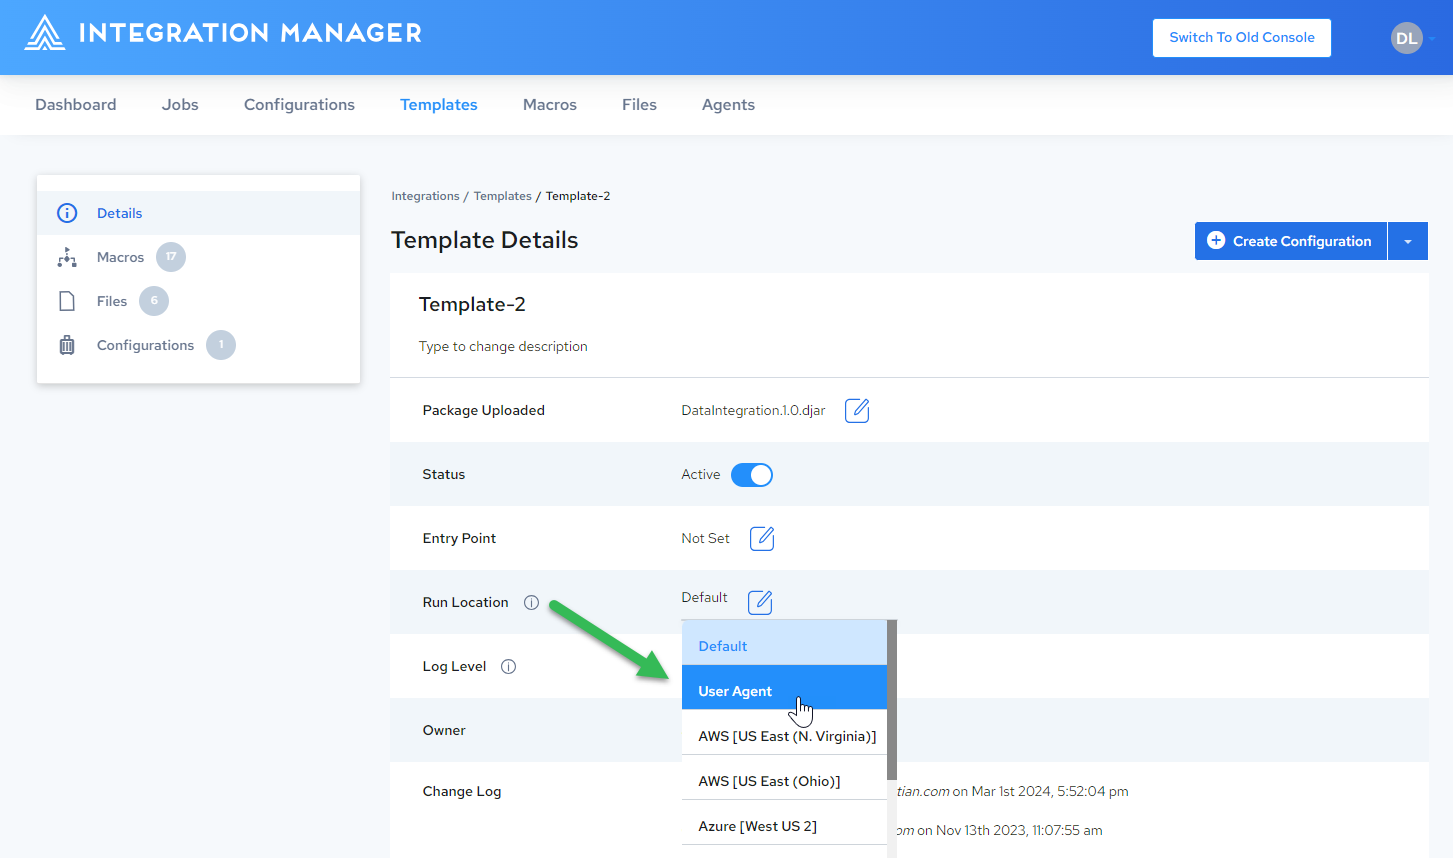 INTEGRATION MANAGER
Switch To Old Console
DL
Dashboard Jobs Configurations Templates Macros Files Agents
Details
Macros 17
Files 6
Configurations 1
Integrations / Templates / Template-2
Template Details
Create Configuration
Template-2
Type to change description
Package Uploaded DataIntegration.1.0.djar
Status Active
Entry Point Not Set
Run Location Default
Default
User Agent
AWS [US East (N. Virginia)]
AWS [US East (Ohio)]
Azure [West US 2]
Log Level
Owner
Change Log
tian.com on Mar 1st 2024, 5:52:04 pm
om on Nov 13th 2023, 11:07:55 am